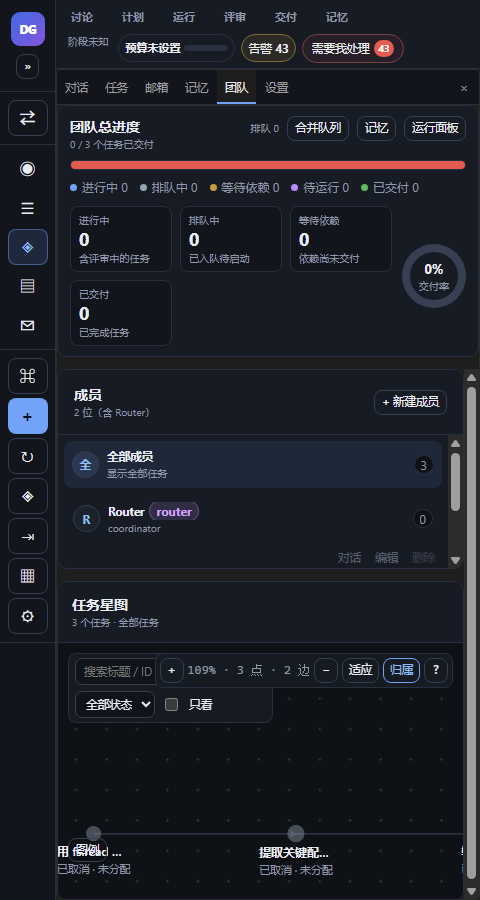 DG
»
讨论 计划 运行 评审 交付 记忆
阶段未知 预算未设置 告警 43 需要我处理 43
对话 任务 邮箱 记忆 团队 设置 ×
团队总进度
0 / 3 个任务已交付
排队 0 合并队列 记忆 运行面板
进行中 0 排队中 0 等待依赖 0 待运行 0 已交付 0
进行中
0
含评审中的任务
排队中
0
已入队待启动
等待依赖
0
依赖尚未交付
已交付
0
已完成任务
0%
交付率
成员
2 位（含 Router）
+ 新建成员
全 全部成员 3
显示全部任务
R Router router 0
coordinator
对话 编辑 删除
任务星图
3 个任务 · 全部任务
搜索标题 / ID + 109% · 3 点 · 2 边 − 适应 归属 ?
全部状态 只看
图例
用 ...
已取消 · 未分配
提取关键配...
已取消 · 未分配